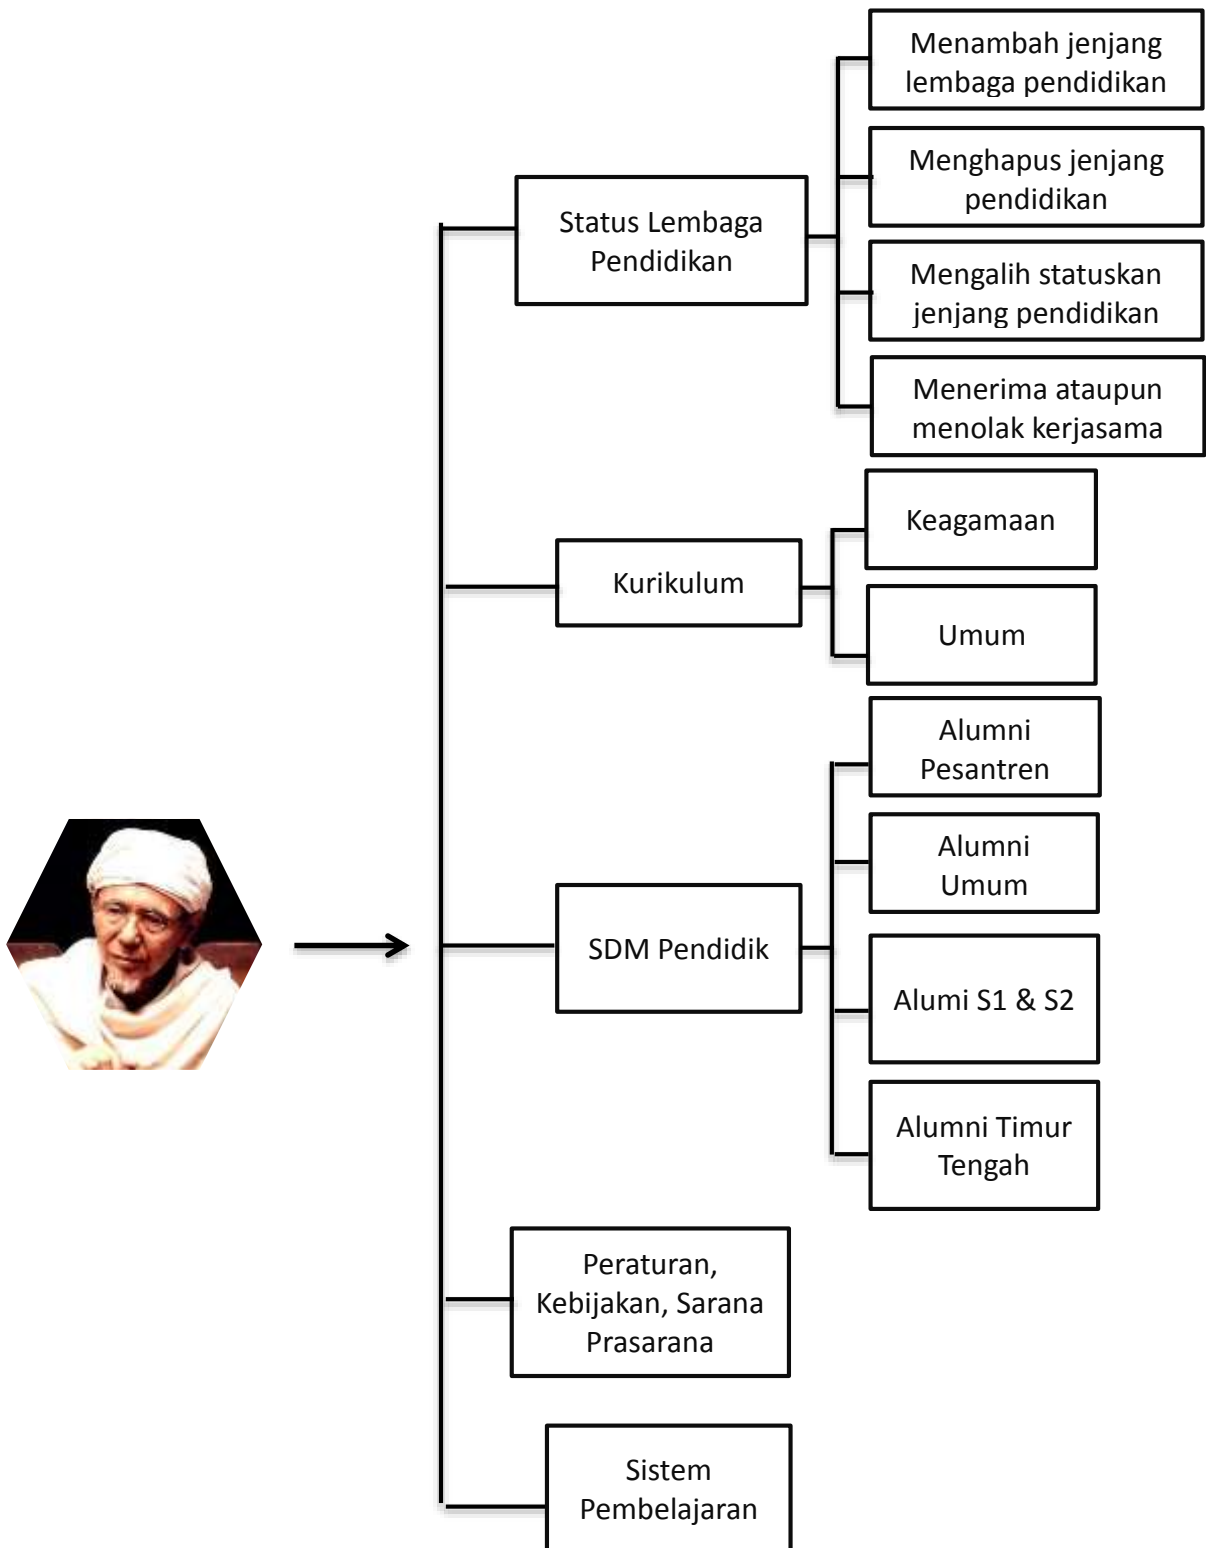 Menambah jenjang
lembaga pendidikan
Menghapus jenjang
pendidikan
Status Lembaga
Pendidikan
Mengalih statuskan
jenjang pendidikan
Menerima ataupun
menolak kerjasama
Keagamaan
Kurikulum
Umum
Alumni
Pesantren
Alumni
Umum
SDM Pendidik
Alumi S1 & S2
Alumni Timur
Tengah
Peraturan,
Kebijakan, Sarana
Prasarana
Sistem
Pembelajaran